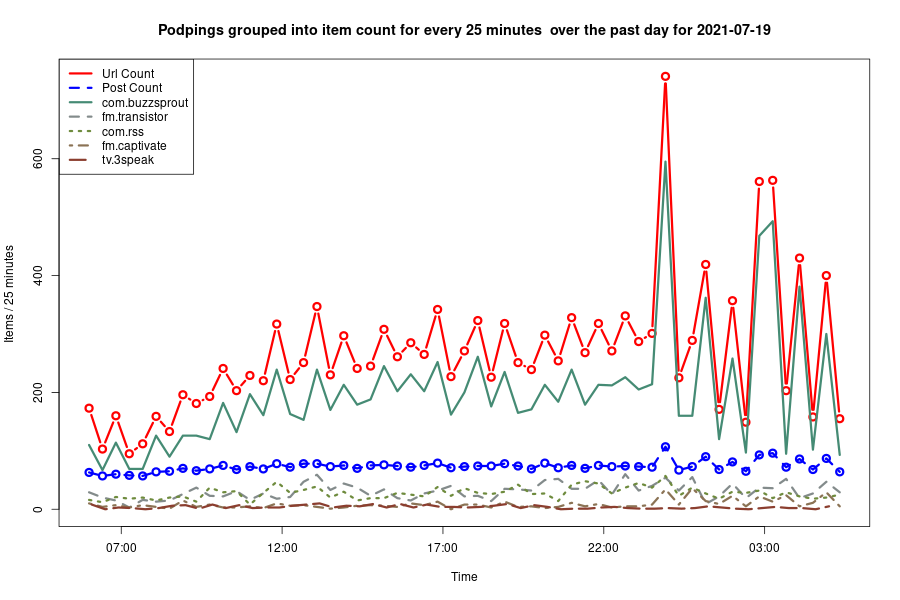 Podpings grouped into item count for every 25 minutes  over the past day for 2021-07-19
Url Count
Post Count
com.buzzsprout
fm.transistor
com.rss
fm.captivate
tv.3speak
Items / 25 minutes
600
400
200
0
07:00 12:00 17:00 22:00 03:00
Time